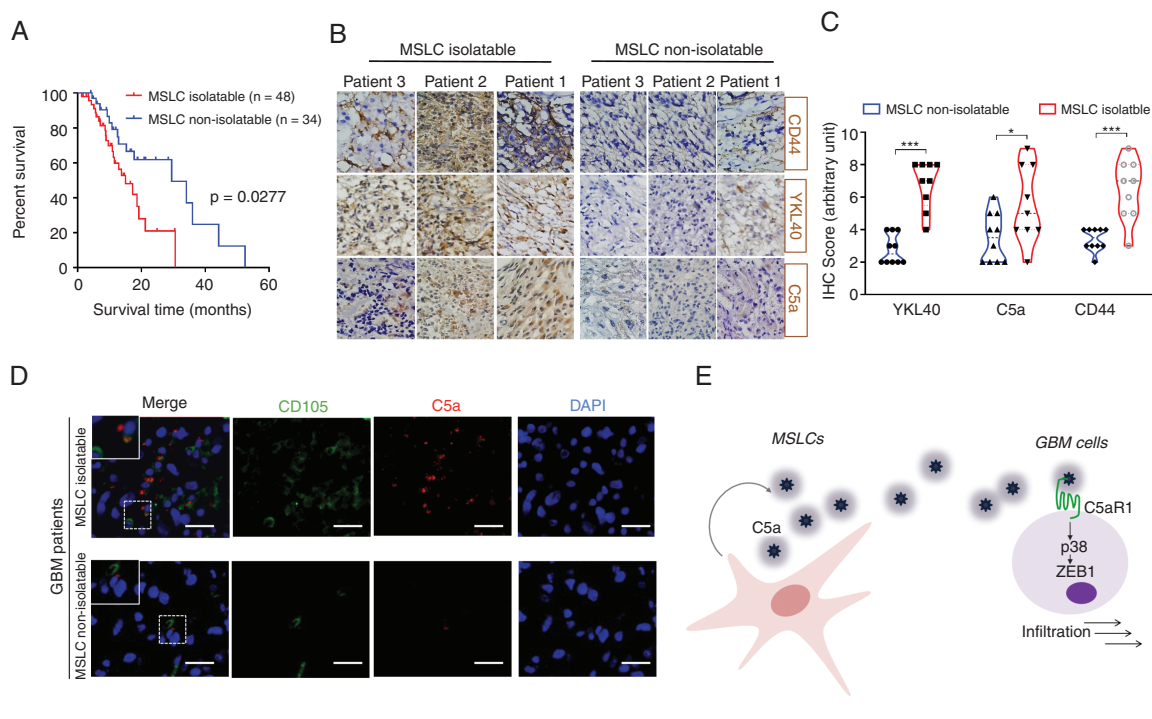 A
MSLC isolatable (n = 48)
MSLC non-isolatable (n = 34)
p = 0.0277
Percent survival
100
80
60
40
20
0
0 20 40 60
Survival time (months)
B
MSLC isolatable MSLC non-isolatable
Patient 3 Patient 2 Patient 1 Patient 3 Patient 2 Patient 1
CD44
YKL40
C5a
C
MSLC non-isolatable MSLC isoltable
IHC Score (arbitrary unit)
10
8
6
4
2
0
*** * ***
YKL40 C5a CD44
D
Merge CD105 C5a DAPI
GBM patients
MSLC isolatable
MSLC non-isolatable
E
MSLCs
GBM cells
C5a
C5aR1
p38
ZEB1
Infiltration